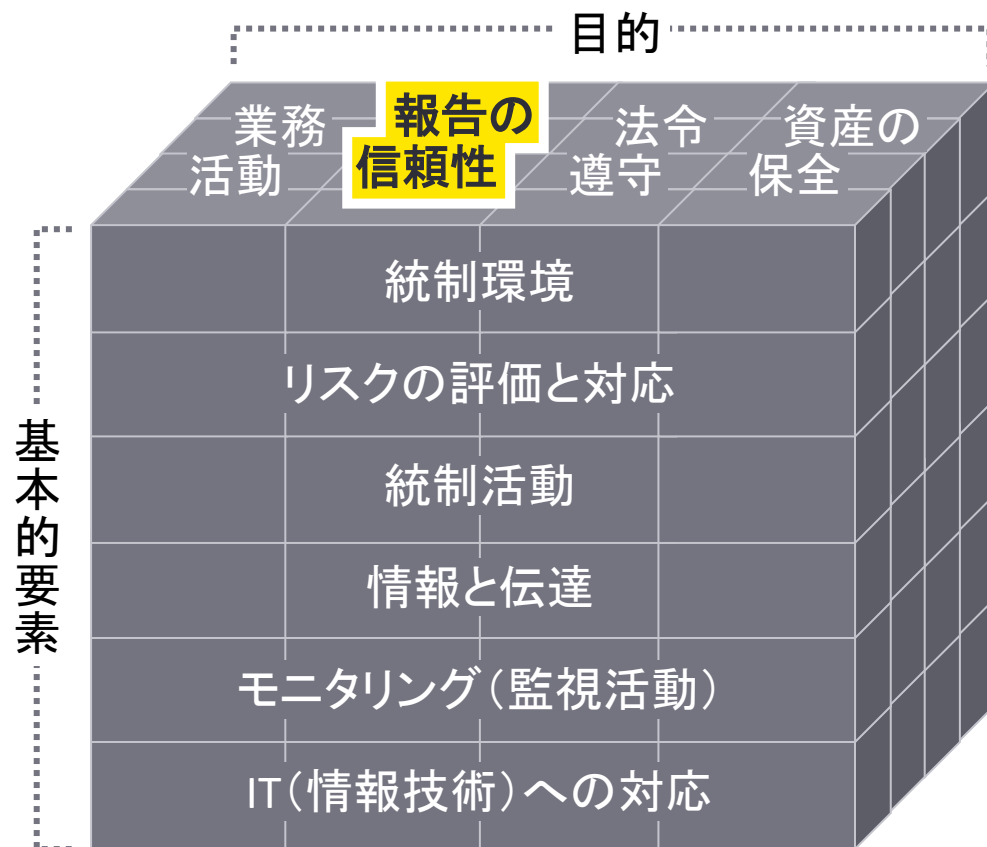 目的
業務
活動
報告の
信頼性
法令
遵守
資産の
保全
基本的要素
統制環境
リスクの評価と対応
統制活動
情報と伝達
モニタリング（監視活動）
IT（情報技術）への対応